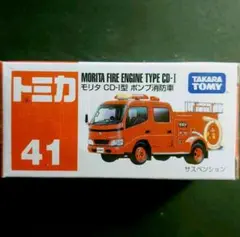 トミカ
MORITA FIRE ENGINE TYPE CD-I
モリタ CD-I型 ポンプ消防車
TAKARA
TOMY
41
サスペンション